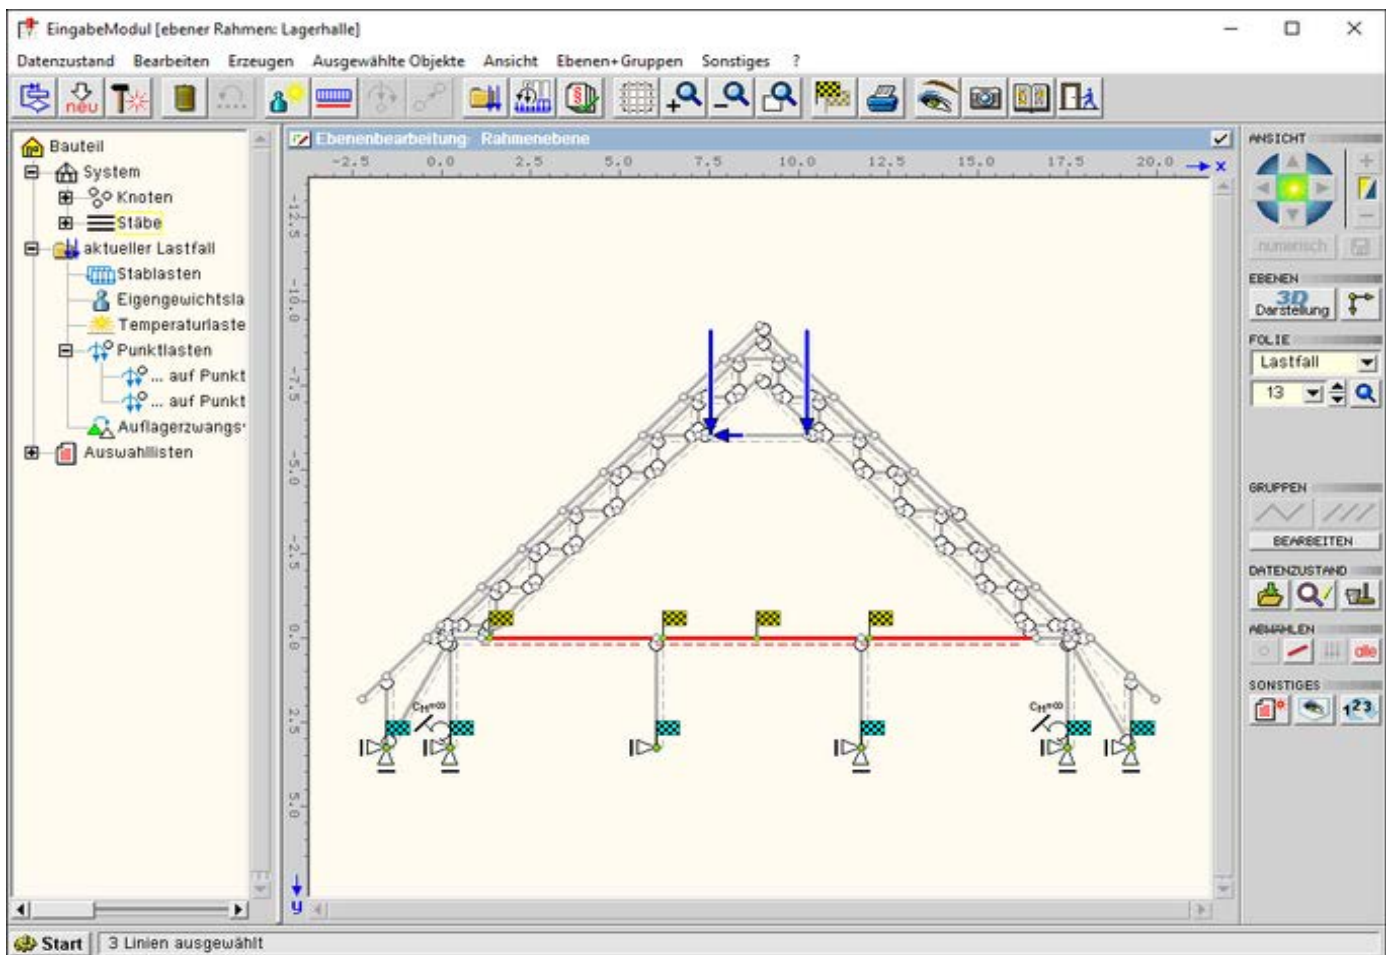 EingabeModul [ebener Rahmen: Lagerhalle]
Datenzustand Bearbeiten Erzeugen Ausgewählte Objekte Ansicht Ebenen+Gruppen Sonstiges ?
neu
Bauteil
System
Knoten
Stäbe
aktueller Lastfall
Stablasten
Eigengewichtsla
Temperaturlaste
Punktlasten
... auf Punkt
... auf Punkt
Auflagerzwangs
Auswahllisten
Ebenenbearbeitung: Rahmenebene
-2.5 0.0 2.5 5.0 7.5 10.0 12.5 15.0 17.5 20.0 x
-12.5
-10.0
-7.5
-5.0
-2.5
0.0
2.5
5.0
y
CM=∞
CM=∞
ANSICHT
numerisch
EBENEN
3D
Darstellung
FOLIE
Lastfall
13
GRUPPEN
BEARBEITEN
DATENZUSTAND
ABWÄHLEN
alle
SONSTIGES
123
Start 3 Linien ausgewählt